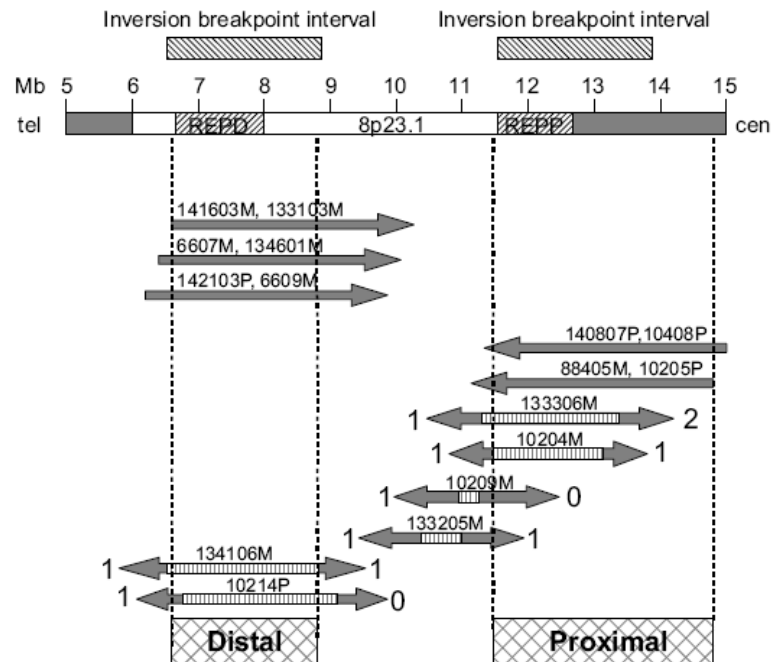 Inversion breakpoint interval Inversion breakpoint interval
Mb 5 6 7 8 9 10 11 12 13 14 15
tel REPD 8p23.1 REPP cen
141603M, 133103M
6607M, 134601M
142103P, 6609M
140807P,10408P
88405M, 10205P
1 133306M 2
1 10204M 1
1 10209M 0
1 133205M 1
1 134106M 1
1 10214P 0
Distal Proximal